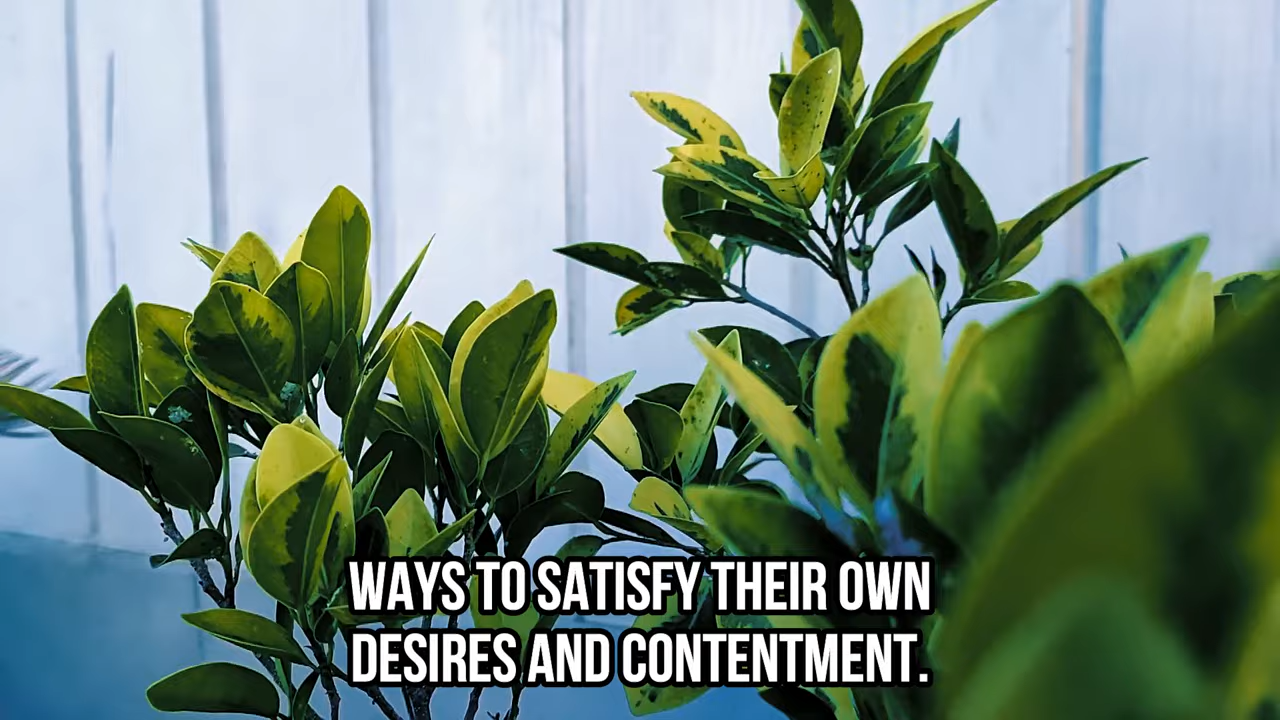 WAYS TO SATISFY THEIR OWN
DESIRES AND CONTENTMENT.